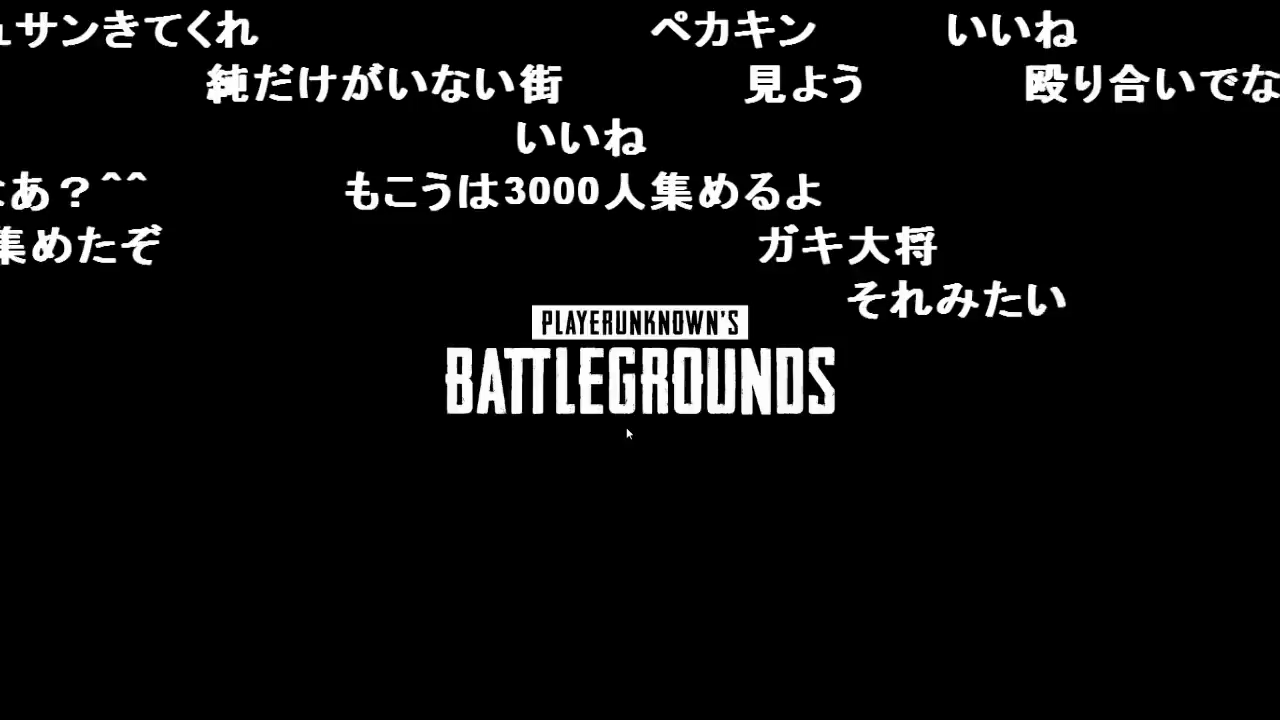 ュサンきてくれ ペカキン いいね
純だけがいない街 見よう 殴り合いでな
いいね
なあ？^^ もこうは3000人集めるよ
集めたぞ ガキ大将
それみたい
PLAYERUNKNOWN'S
BATTLEGROUNDS